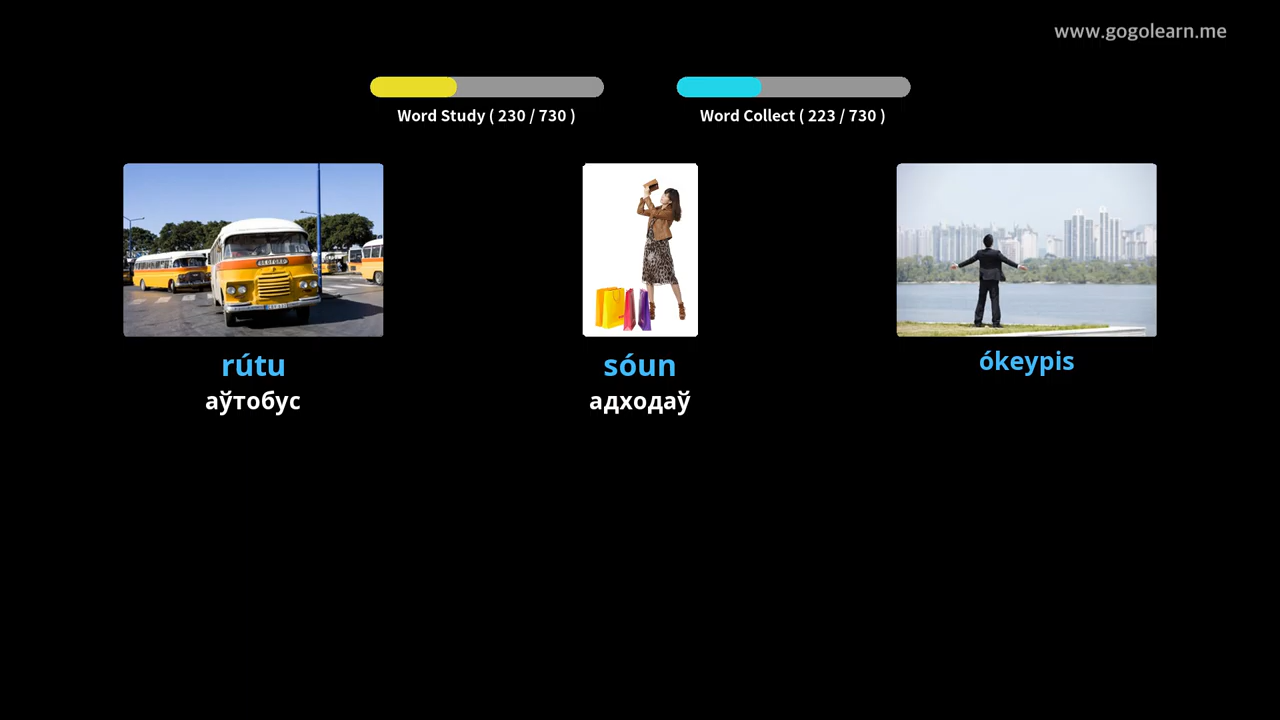 www.gogolearn.me
Word Study ( 230 / 730 )
Word Collect ( 223 / 730 )
rútu
sóun
ókeypis
аўтобус
адходаў